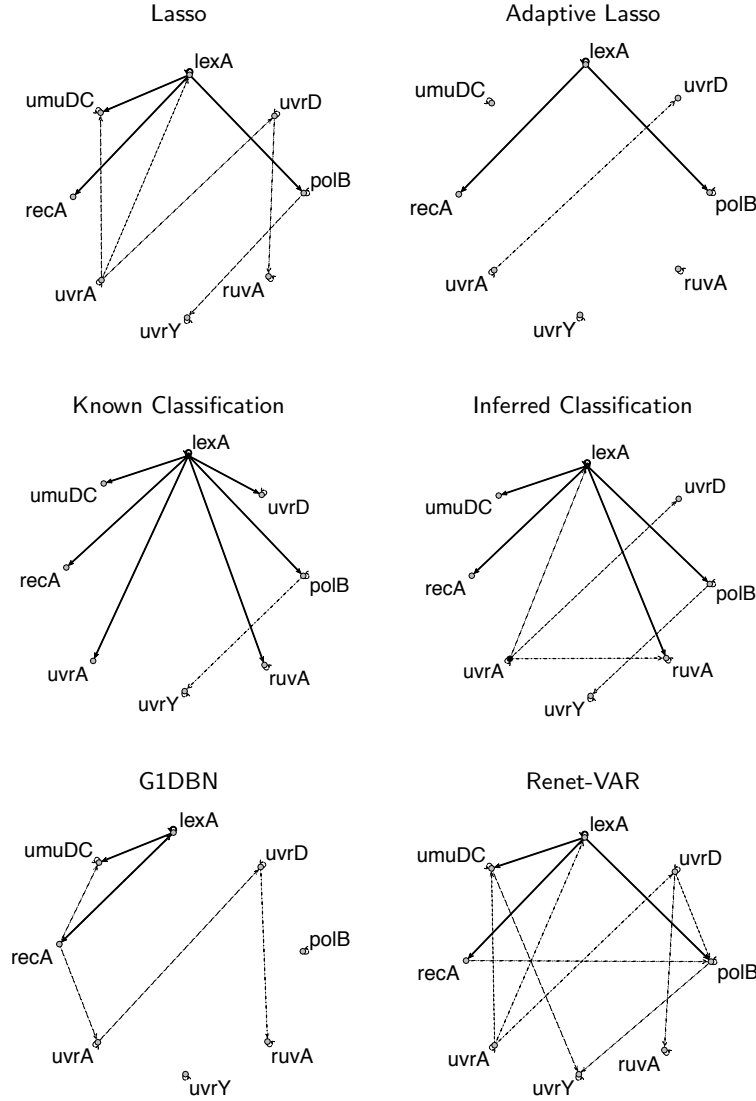 Lasso
lexA
umuDC
uvrD
recA
polB
uvrA
ruvA
uvrY
Adaptive Lasso
lexA
umuDC
uvrD
recA
polB
uvrA
ruvA
uvrY
Known Classification
lexA
umuDC
uvrD
recA
polB
uvrA
ruvA
uvrY
Inferred Classification
lexA
umuDC
uvrD
recA
polB
uvrA
ruvA
uvrY
G1DBN
lexA
umuDC
uvrD
recA
polB
uvrA
ruvA
uvrY
Renet-VAR
lexA
umuDC
uvrD
recA
polB
uvrA
ruvA
uvrY